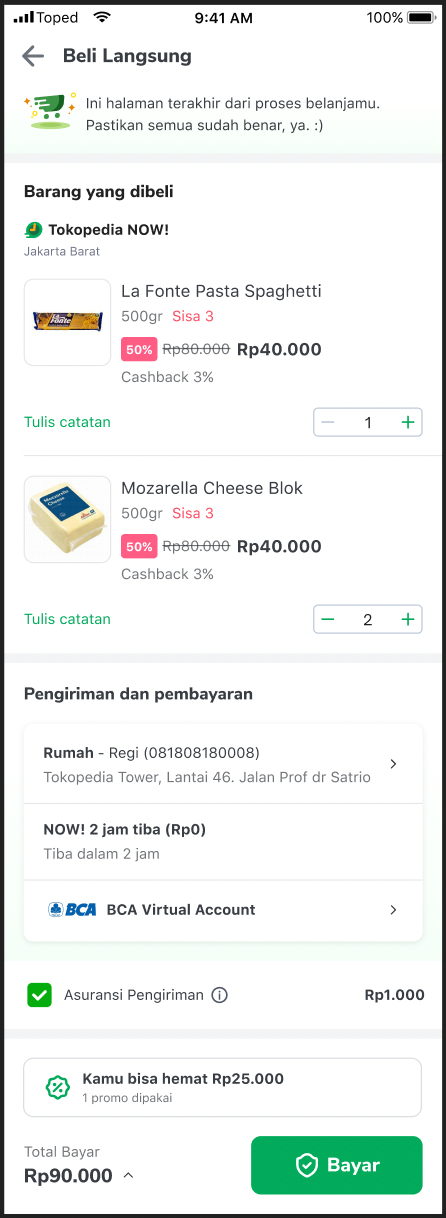 Toped 9:41 AM 100%
Beli Langsung
Ini halaman terakhir dari proses belanjamu.
Pastikan semua sudah benar, ya. :)
Barang yang dibeli
Tokopedia NOW!
Jakarta Barat
La Fonte Pasta Spaghetti
500gr Sisa 3
50% Rp80.000 Rp40.000
Cashback 3%
Tulis catatan 1
Mozarella Cheese Blok
500gr Sisa 3
50% Rp80.000 Rp40.000
Cashback 3%
Tulis catatan 2
Pengiriman dan pembayaran
Rumah - Regi (081808180008)
Tokopedia Tower, Lantai 46. Jalan Prof dr Satrio
NOW! 2 jam tiba (Rp0)
Tiba dalam 2 jam
BCA BCA Virtual Account
Asuransi Pengiriman Rp1.000
Kamu bisa hemat Rp25.000
1 promo dipakai
Total Bayar
Rp90.000
Bayar